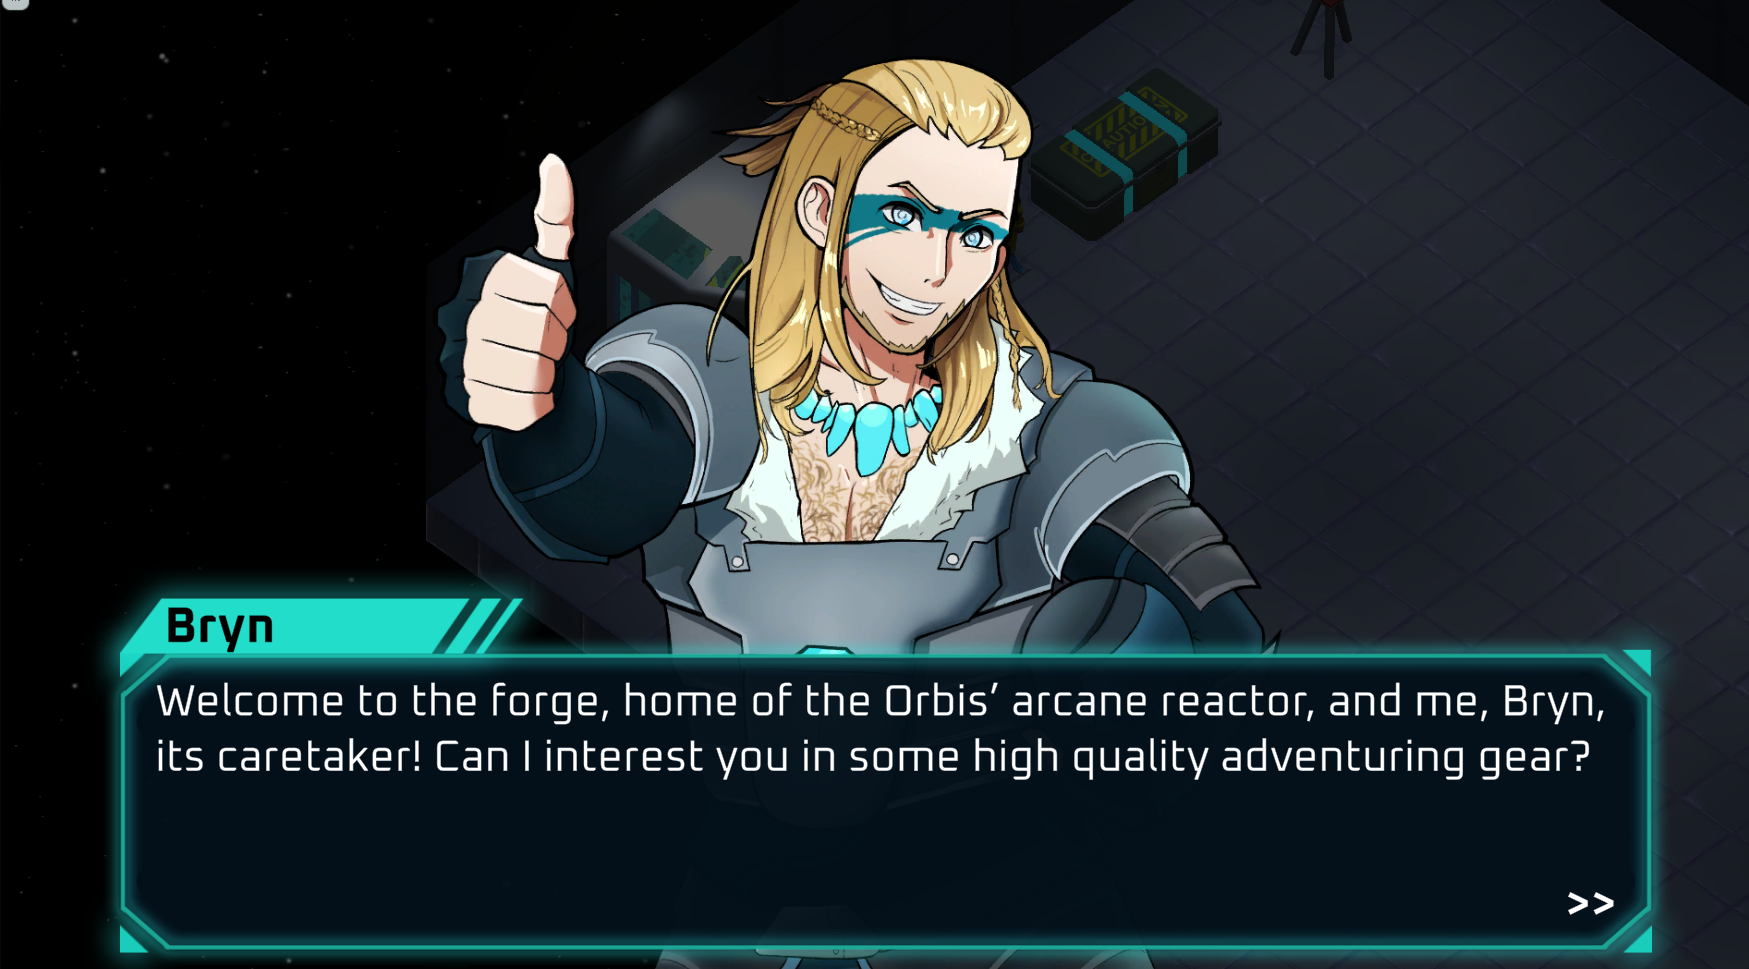 CAUTION
Bryn
Welcome to the forge, home of the Orbis’ arcane reactor, and me, Bryn,
its caretaker! Can I interest you in some high quality adventuring gear?
>>